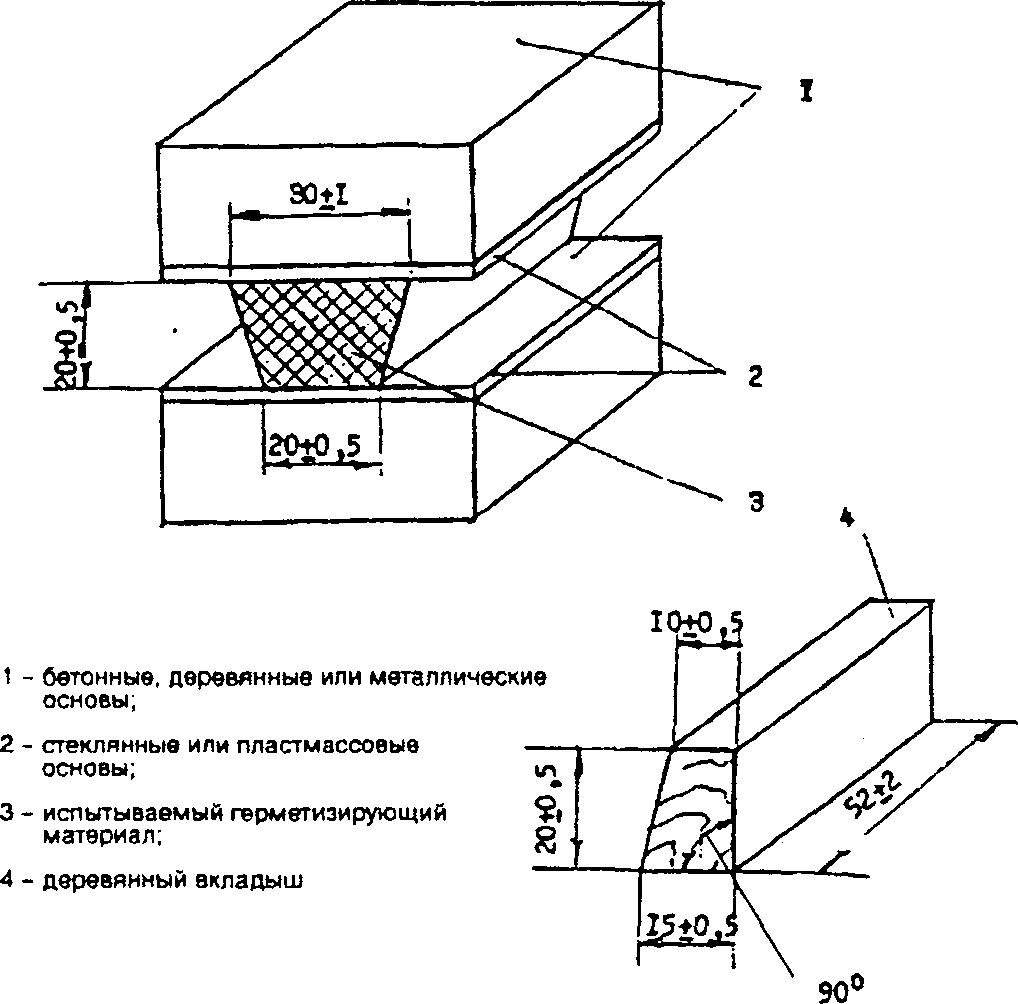 I
30±I
20±0,5
2
20±0,5
3
4
I0±0,5
1 – бетонные, деревянные или металлические
основы;
2 – стеклянные или пластмассовые
основы;
3 – испытываемый герметизирующий
материал;
4 – деревянный вкладыш
20±0,5
52±2
I5±0,5
90°